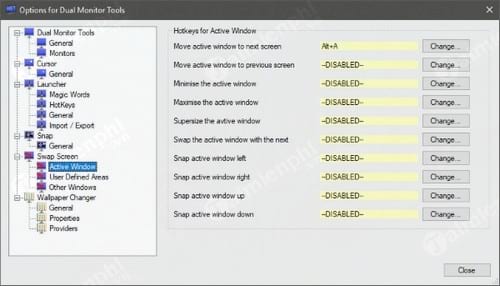 Options for Dual Monitor Tools
Dual Monitor Tools
General
Monitors
Cursor
General
Launcher
Magic Words
HotKeys
General
Import / Export
Snap
General
Swap Screen
Active Window
User Defined Areas
Other Windows
Wallpaper Changer
General
Properties
Providers
Hotkeys for Active Window
Move active window to next screen Alt+A Change...
Move active window to previous screen --DISABLED-- Change...
Minimise the active window --DISABLED-- Change...
Maximise the active window --DISABLED-- Change...
Supersize the avtive window --DISABLED-- Change...
Swap the active window with the next --DISABLED-- Change...
Snap active window left --DISABLED-- Change...
Snap active window right --DISABLED-- Change...
Snap active window up --DISABLED-- Change...
Snap active window down --DISABLED-- Change...
Close